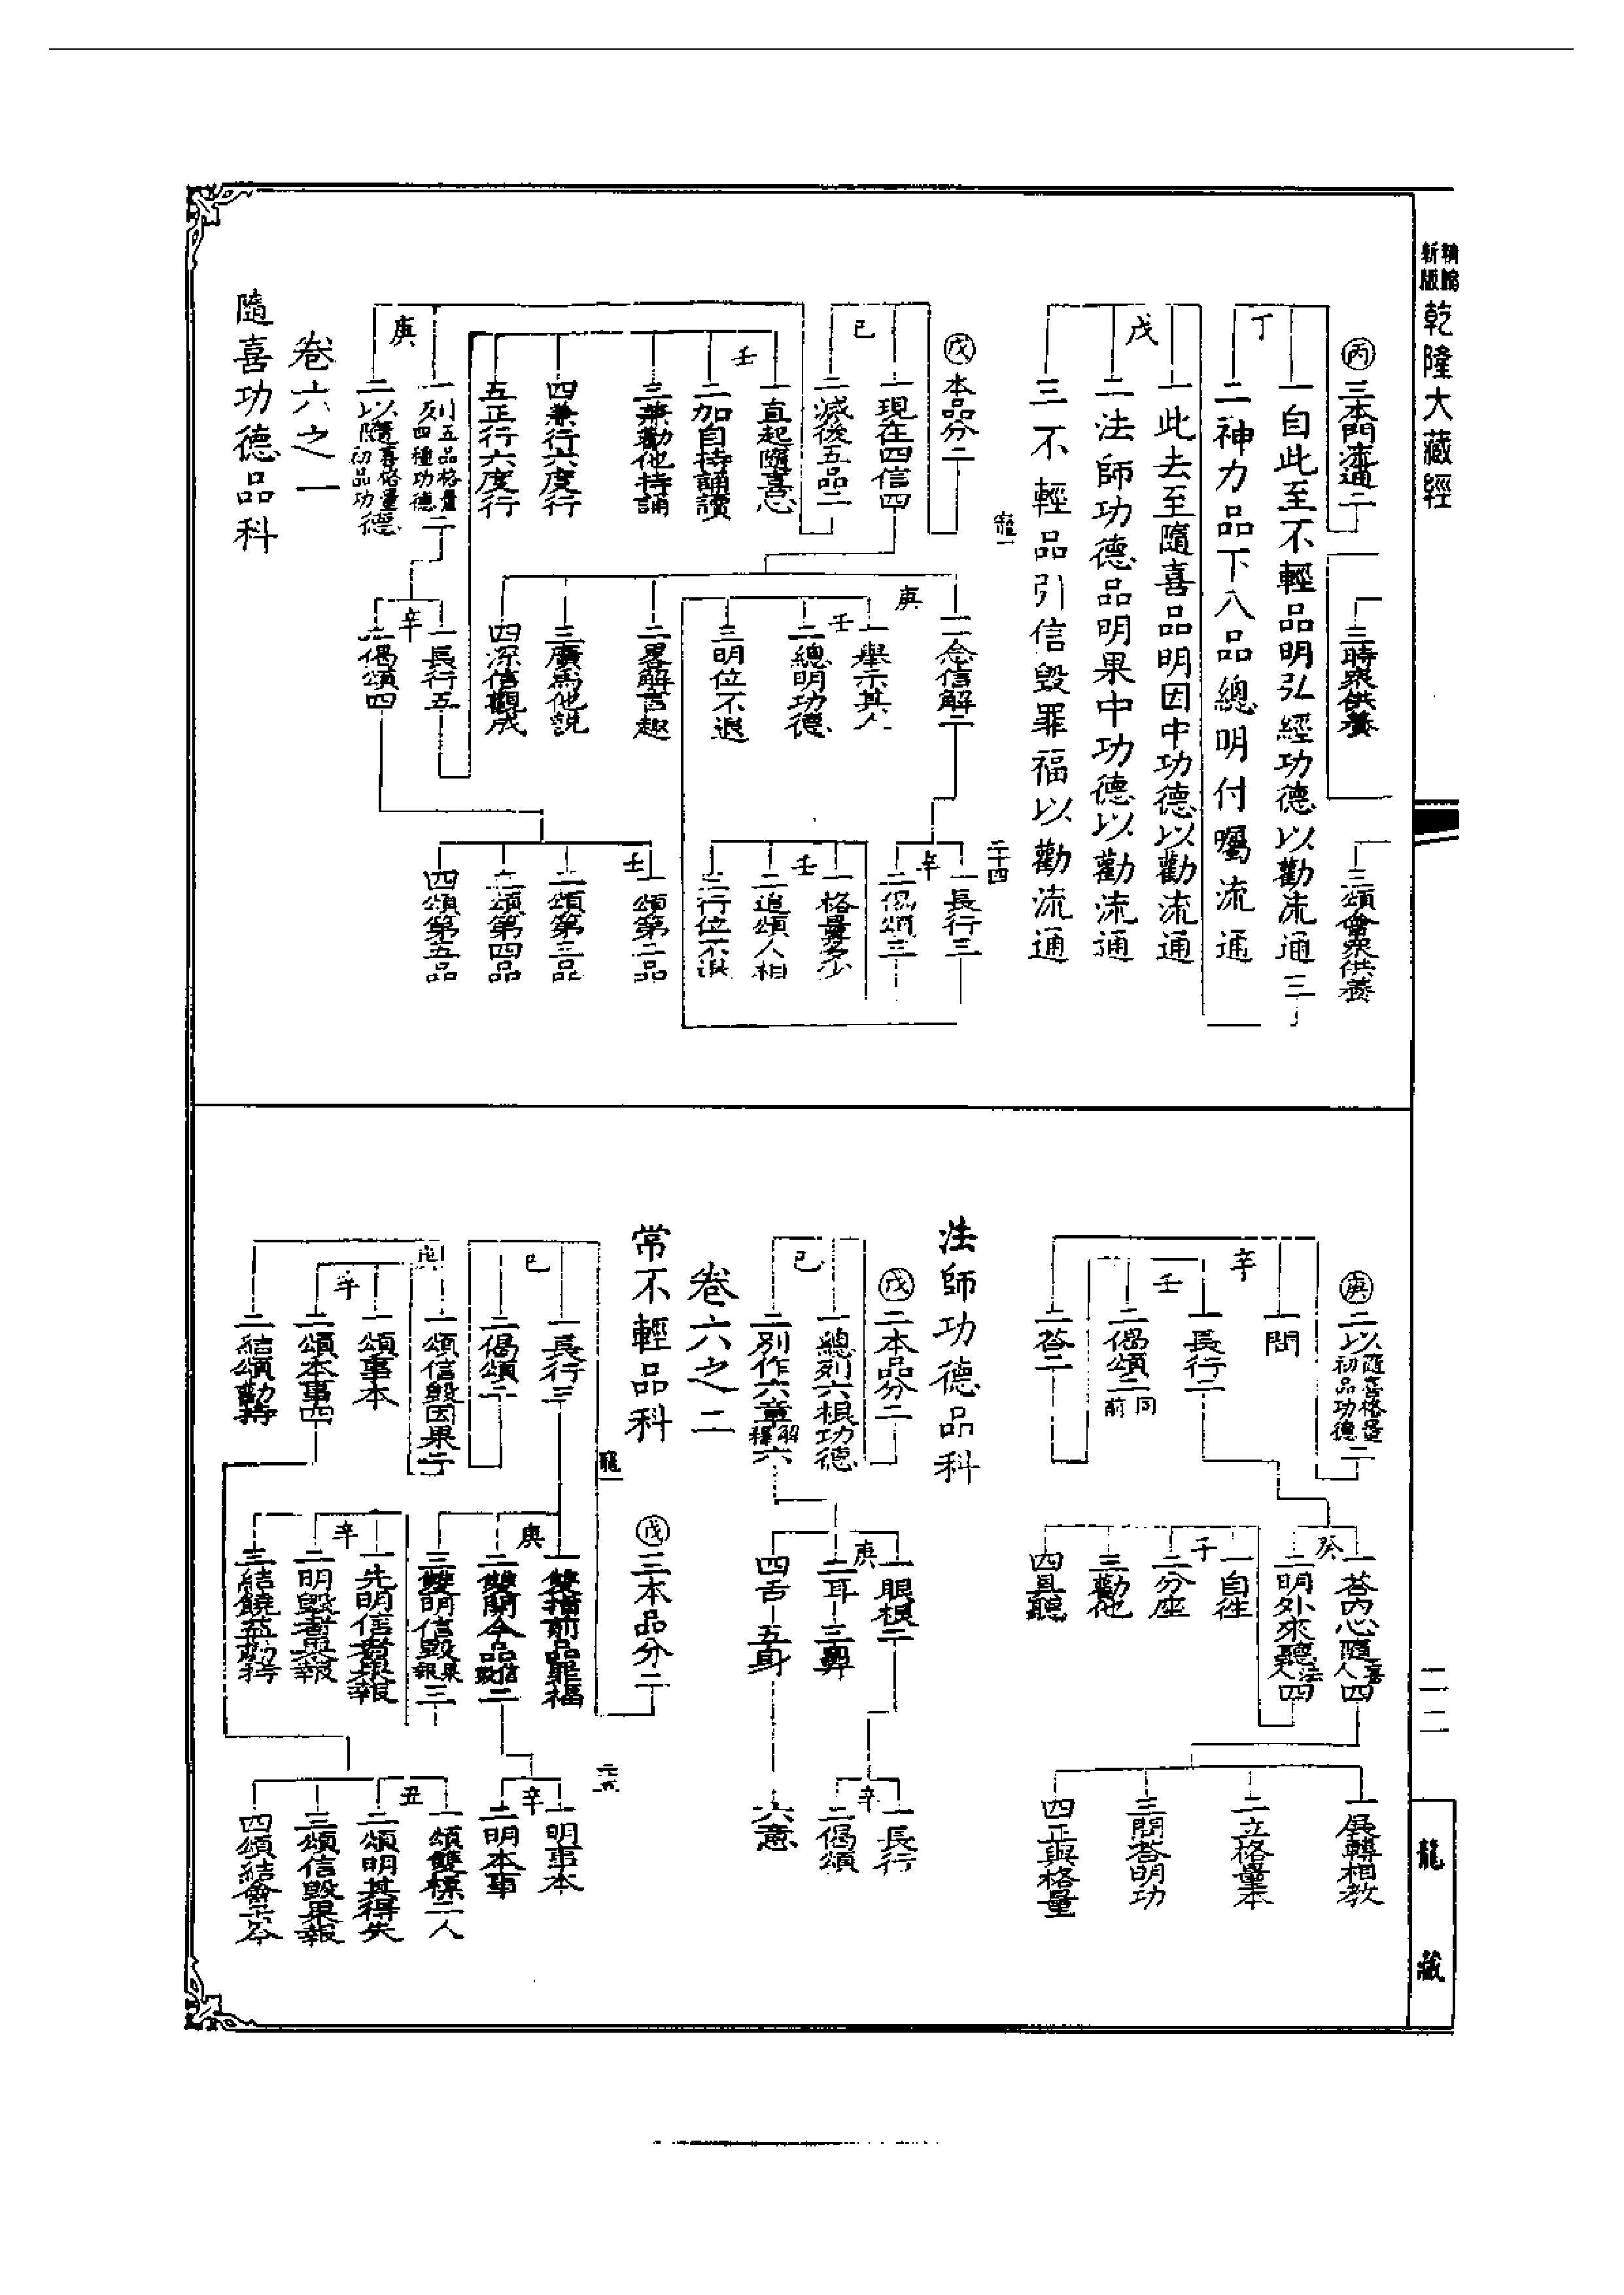 精編
新版
乾隆大藏經
㊅三本門流通二
三時衆供養
三頌會衆供養
丁
一自此至不輕品明弘經功德以勸流通三
二神力品下八品總明付囑流通
戊
一此去至隨喜品明因中功德以勸流通
二法師功德品明果中功德以勸流通
三不輕品引信毀罪福以勸流通
二十四
戊
本品分二
己
一現在四信四
二滅後五品二
庚
一念信解二
二畧解言趣
三廣爲他說
四深信觀成
辛
一長行三
二偈頌三
壬
一舉示其人
二總明功德
三明位不退
壬
一格量多少
二追頌人相
三行位不退
壬
一直起隨喜心
二加自持誦讀
三兼勸他持誦
四兼行六度行
五正行六度行
庚
一列五品格量四種功德二
二以隨喜格量初品功德
辛
一長行五
二偈頌四
壬
一頌第二品
二頌第三品
三頌第四品
四頌第五品
卷六之一
隨喜功德品科
二二
龍藏
庚
二以隨喜格量初品功德二
辛
一問
二答二
壬
一長行二
二偈頌二同前
癸
一答內心隨喜人四
二明外來聽法人四
子
一自往
二分座
三勸他
四具聽
一展轉相教
二立格量本
三問答明功
四正與格量
法師功德品科
戊
二本品分二
己
一總列六根功德
二別作六章解釋六
庚
一眼根二
二耳
三鼻
四舌
五身
六意
辛
一長行
二偈頌
卷六之二
常不輕品科
戊
三本品分二
己
一長行三
二偈頌二
庚
一雙指前品罪福
二雙開今品信毀二
三雙明信毀果報三
辛
一明事本
二明本事
辛
一先明信者果報
二明毀者果報
三結饒益勸持
庚
一頌信毀因果二
二結頌勸持
辛
一頌事本
二頌本事四
丑
一頌雙標二人
二頌明其得失
三頌信毀果報
四頌結會古今